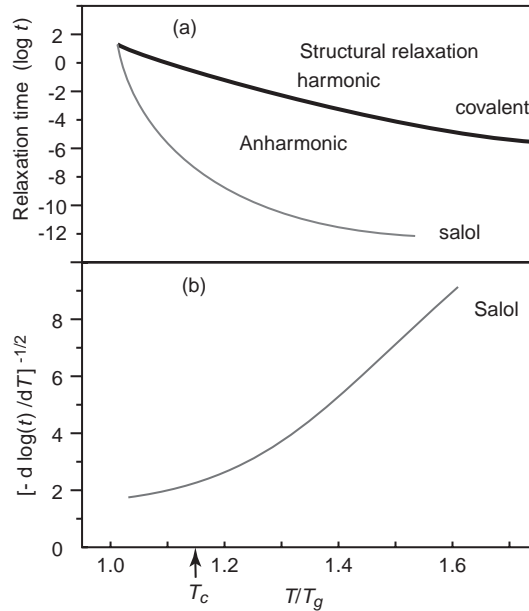 (a)
2
0
-2
-4
-6
-8
-10
-12
Relaxation time (log t)
Structural relaxation
harmonic
covalent
Anharmonic
salol
(b)
8
6
4
2
0
[- d log(t) /dT] -1/2
Salol
1.0
1.2
1.4
1.6
Tc
T/Tg